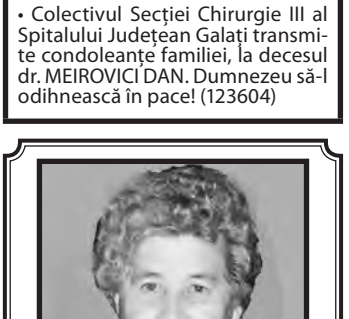 • Colectivul Secției Chirurgie III al
Spitalului Județean Galați transmi-
te condoleanțe familiei, la decesul
dr. MEIROVICI DAN. Dumnezeu să-l
odihnească în pace! (123604)